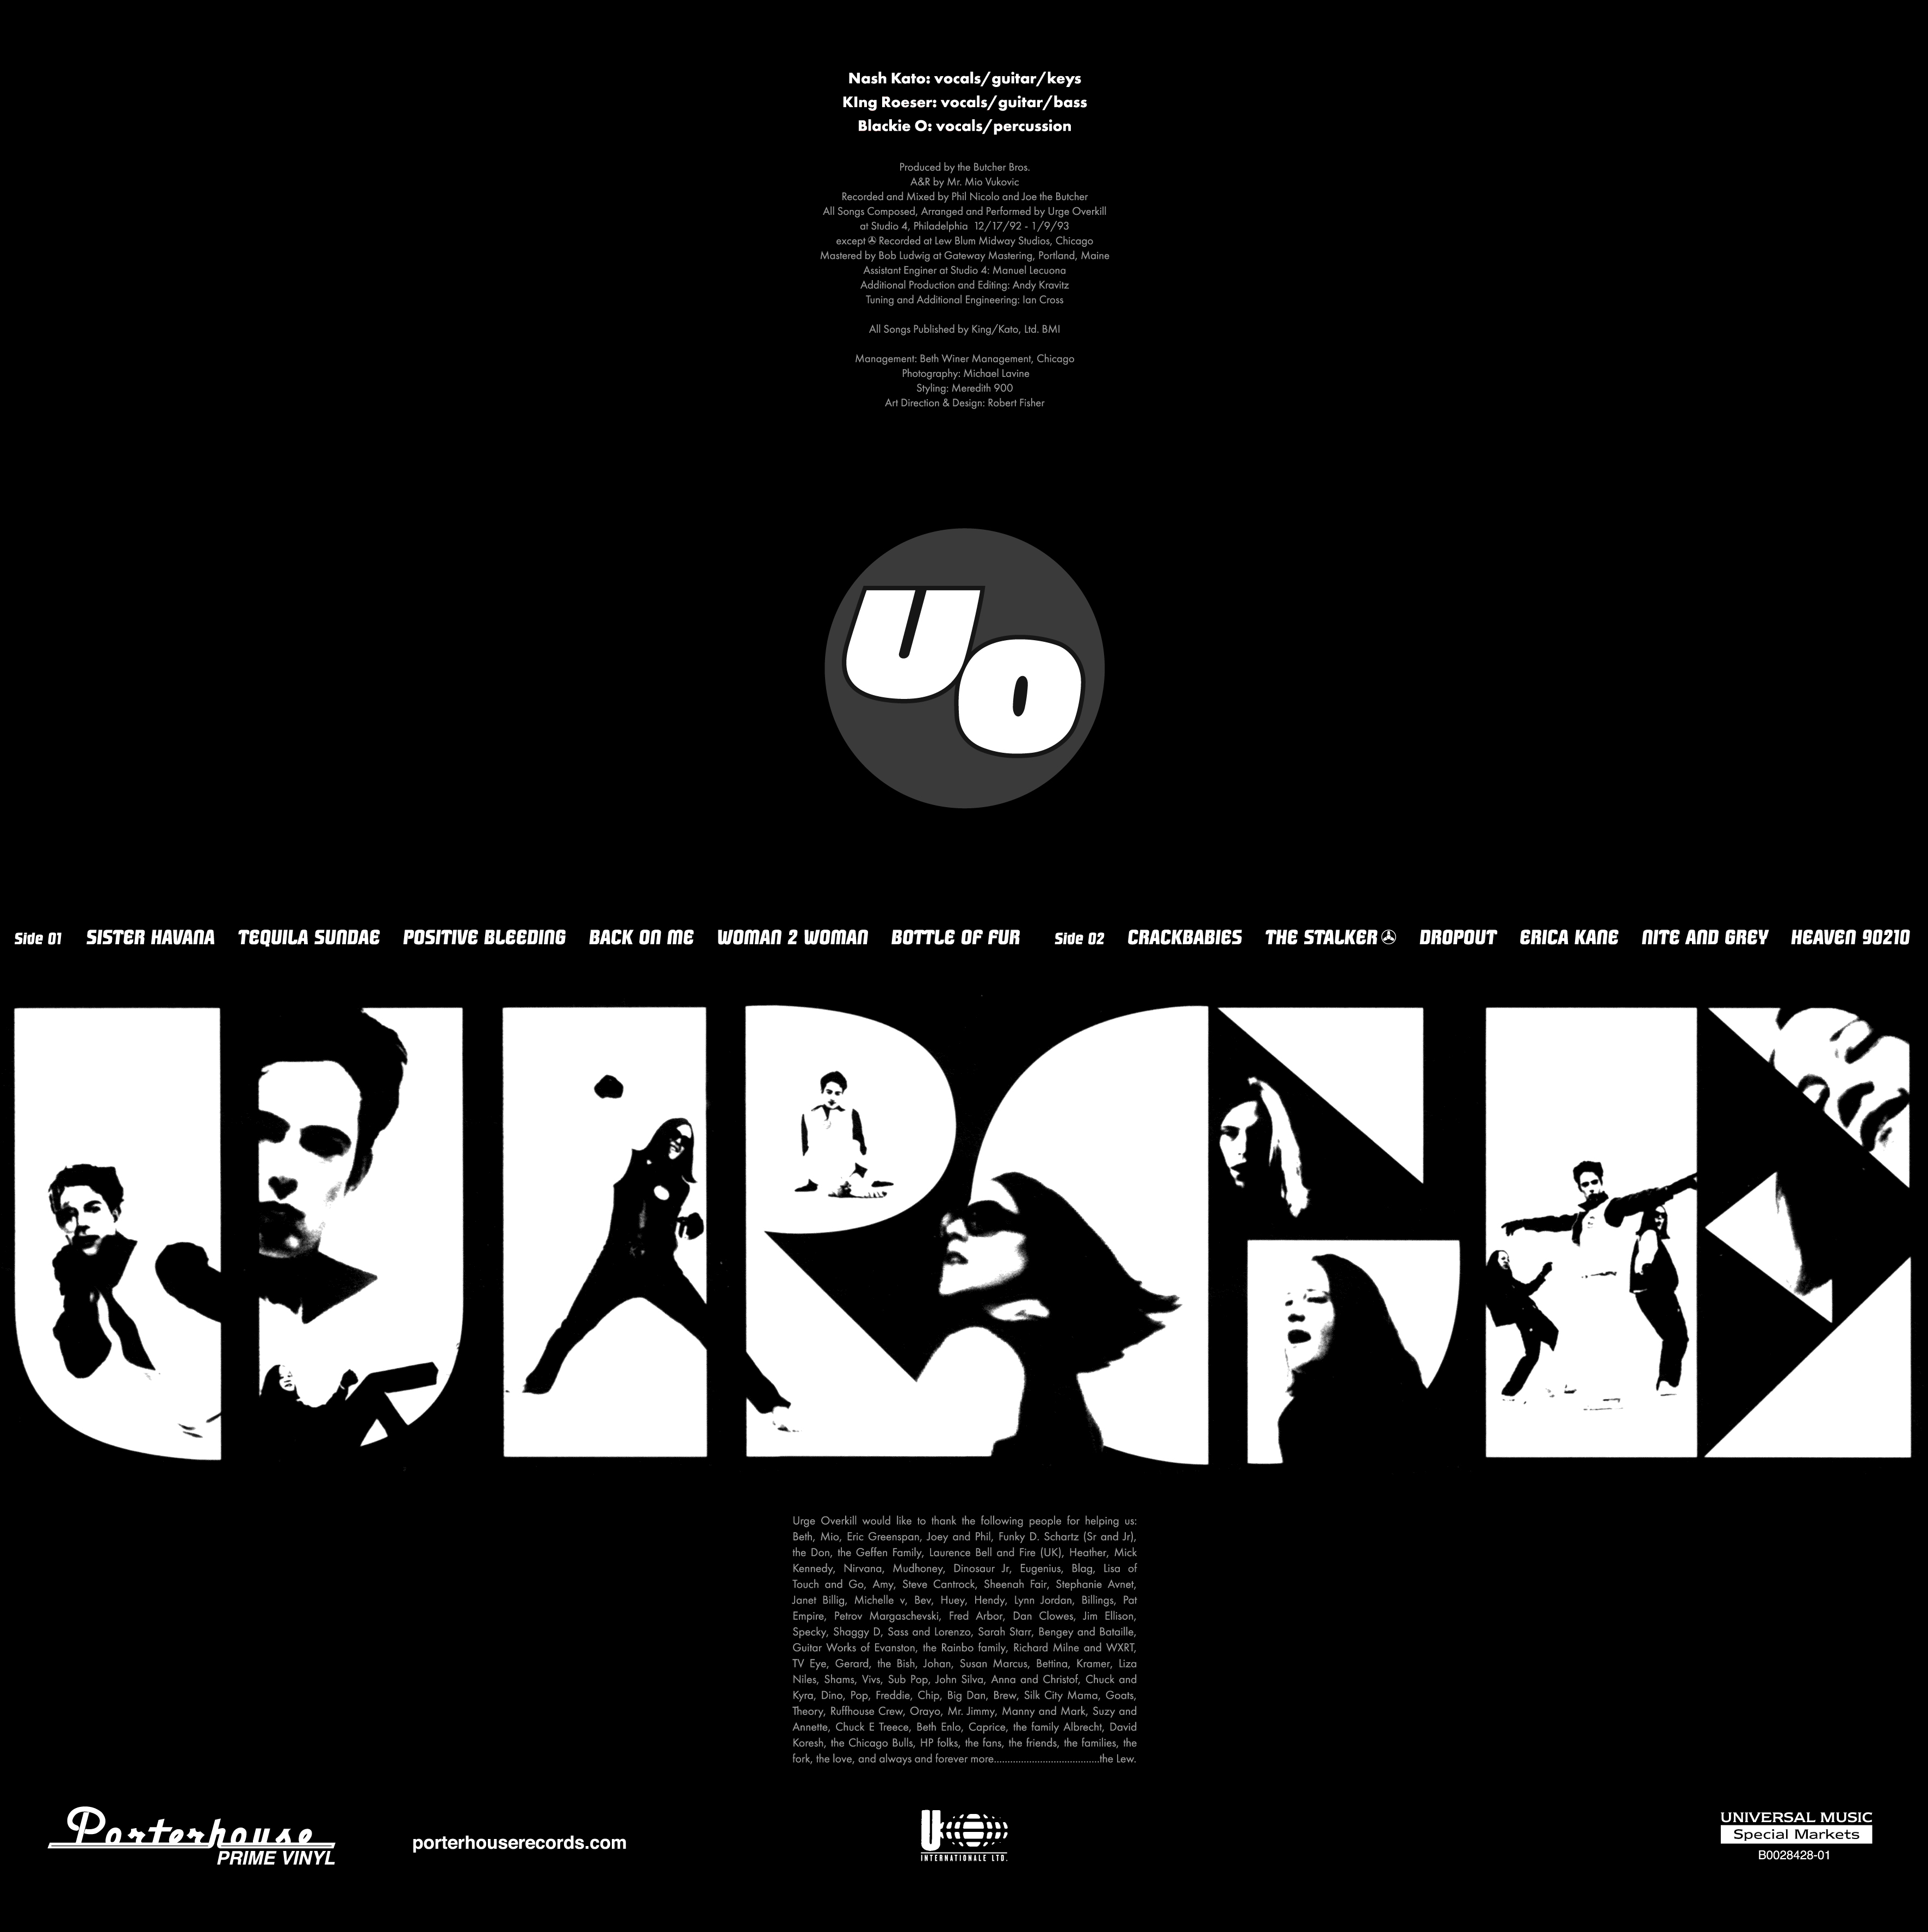 Nash Kato: vocals/guitar/keys
KIng Roeser: vocals/guitar/bass
Blackie O: vocals/percussion
Produced by the Butcher Bros.
A&R by Mr. Mio Vukovic
Recorded and Mixed by Phil Nicolo and Joe the Butcher
All Songs Composed, Arranged and Performed by Urge Overkill
at Studio 4, Philadelphia 12/17/92 - 1/9/93
except Recorded at Lew Blum Midway Studios, Chicago
Mastered by Bob Ludwig at Gateway Mastering, Portland, Maine
Assistant Enginer at Studio 4: Manuel Lecuona
Additional Production and Editing: Andy Kravitz
Tuning and Additional Engineering: Ian Cross
All Songs Published by King/Kato, Ltd. BMI
Management: Beth Winer Management, Chicago
Photography: Michael Lavine
Styling: Meredith 900
Art Direction & Design: Robert Fisher
UO
Side 01 SISTER HAVANA TEQUILA SUNDAE POSITIVE BLEEDING BACK ON ME WOMAN 2 WOMAN BOTTLE OF FUR Side 02 CRACKBABIES THE STALKER DROPOUT ERICA KANE NITE AND GREY HEAVEN 90210
URGE
Urge Overkill would like to thank the following people for helping us:
Beth, Mio, Eric Greenspan, Joey and Phil, Funky D. Schartz (Sr and Jr),
the Don, the Geffen Family, Laurence Bell and Fire (UK), Heather, Mick
Kennedy, Nirvana, Mudhoney, Dinosaur Jr, Eugenius, Blag, Lisa of
Touch and Go, Amy, Steve Cantrock, Sheenah Fair, Stephanie Avnet,
Janet Billig, Michelle v, Bev, Huey, Hendy, Lynn Jordan, Billings, Pat
Empire, Petrov Margaschevski, Fred Arbor, Dan Clowes, Jim Ellison,
Specky, Shaggy D, Sass and Lorenzo, Sarah Starr, Bengey and Bataille,
Guitar Works of Evanston, the Rainbo family, Richard Milne and WXRT,
TV Eye, Gerard, the Bish, Johan, Susan Marcus, Bettina, Kramer, Liza
Niles, Shams, Vivs, Sub Pop, John Silva, Anna and Christof, Chuck and
Kyra, Dino, Pop, Freddie, Chip, Big Dan, Brew, Silk City Mama, Goats,
Theory, Ruffhouse Crew, Orayo, Mr. Jimmy, Manny and Mark, Suzy and
Annette, Chuck E Treece, Beth Enlo, Caprice, the family Albrecht, David
Koresh, the Chicago Bulls, HP folks, the fans, the friends, the families, the
fork, the love, and always and forever more.......................................the Lew.
Porterhouse
PRIME VINYL
porterhouserecords.com
U
INTERNATIONALE LTD.
UNIVERSAL MUSIC
Special Markets
B0028428-01